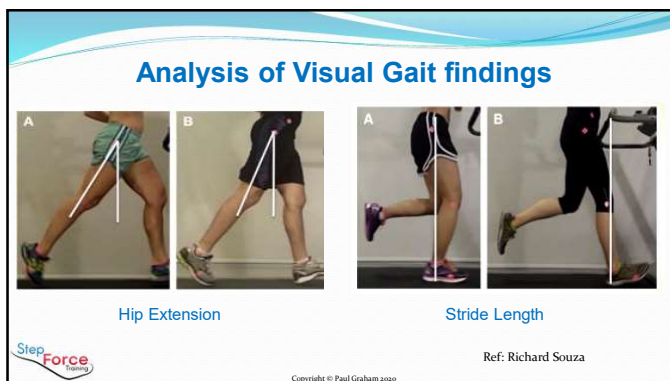 Analysis of Visual Gait findings
A
B
A
B
Hip Extension
Stride Length
Step
Force
Training
Ref: Richard Souza
Copyright © Paul Graham 2020